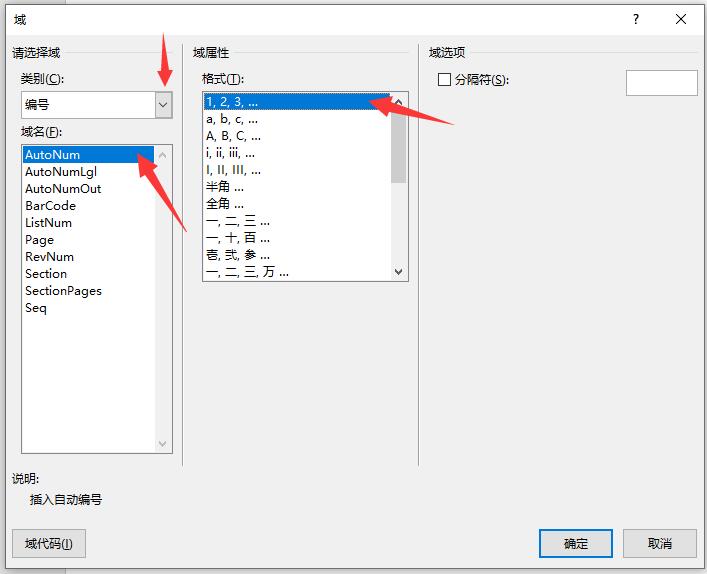 域
?
请选择域
类别(C):
编号
域名(F):
AutoNum
AutoNumLgl
AutoNumOut
BarCode
ListNum
Page
RevNum
Section
SectionPages
Seq
域属性
格式(T):
1, 2, 3, ...
a, b, c, ...
A, B, C, ...
i, ii, iii, ...
I, II, III, ...
半角 ...
全角 ...
一, 二, 三 ...
一, 十, 百 ...
壱, 弐, 参 ...
一, 二, 三, 万 ...
域选项
分隔符(S):
说明:
插入自动编号
域代码(I)
确定
取消